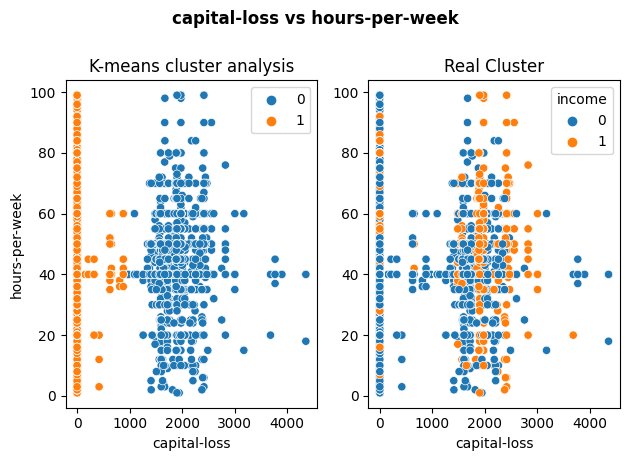 capital-loss vs hours-per-week
K-means cluster analysis
Real Cluster
100
80
60
40
20
0
hours-per-week
0
1
0 1000 2000 3000 4000
capital-loss
100
80
60
40
20
0
income
0
1
0 1000 2000 3000 4000
capital-loss